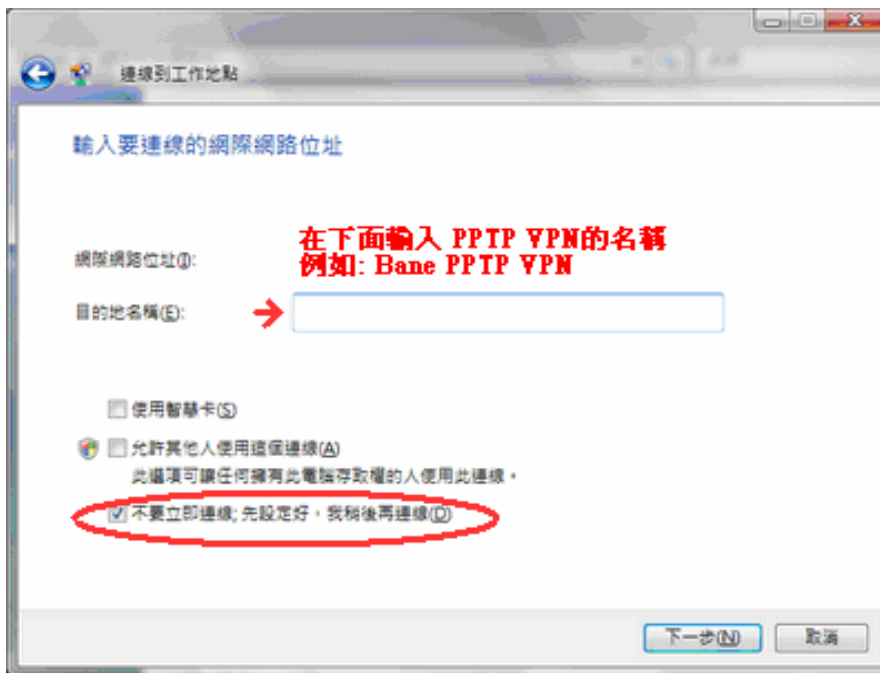 連線到工作地點
輸入要連線的網際網路位址
在下面輸入 PPTP VPN的名稱
例如: Bane PPTP VPN
網際網路位址(I):
目的地名稱(E):
使用智慧卡(S)
允許其他人使用這個連線(A)
此選項可讓任何擁有此電腦存取權的人使用此連線。
不要立即連線;先設定好，我稍後再連線(D)
下一步(N)
取消